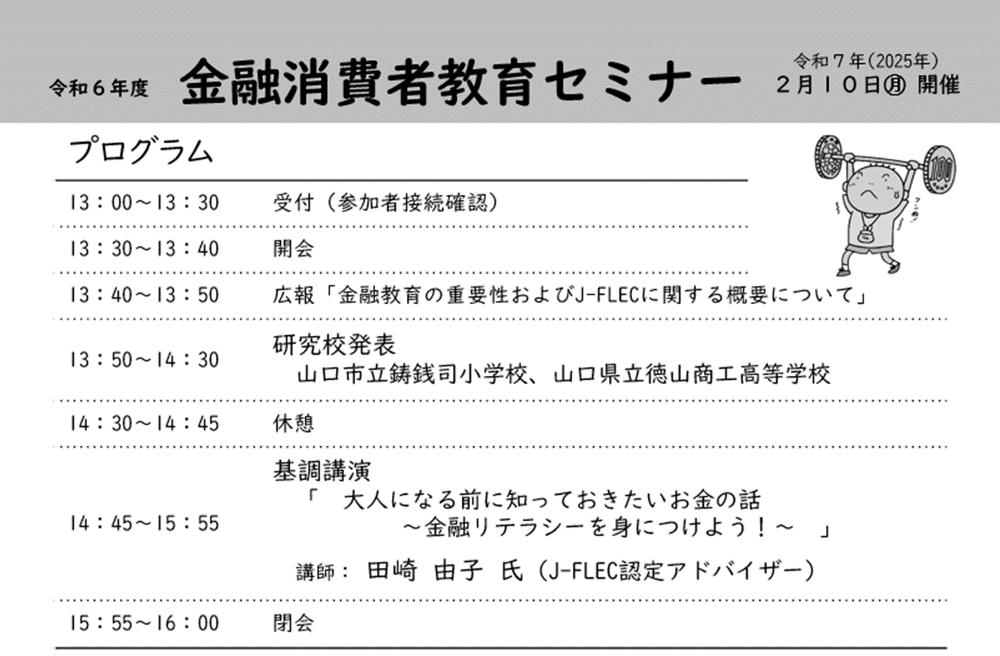 令和6年度 金融消費者教育セミナー
令和7年(2025年)
2月10日㊊ 開催
プログラム
13：00～13：30 受付（参加者接続確認）
13：30～13：40 開会
13：40～13：50 広報「金融教育の重要性およびJ-FLECに関する概要について」
13：50～14：30 研究校発表
山口市立鋳銭司小学校、山口県立徳山商工高等学校
14：30～14：45 休憩
基調講演
「 大人になる前に知っておきたいお金の話
14：45～15：55 ～金融リテラシーを身につけよう！～ 」
講師： 田崎 由子 氏（J-FLEC認定アドバイザー）
15：55～16：00 閉会
100